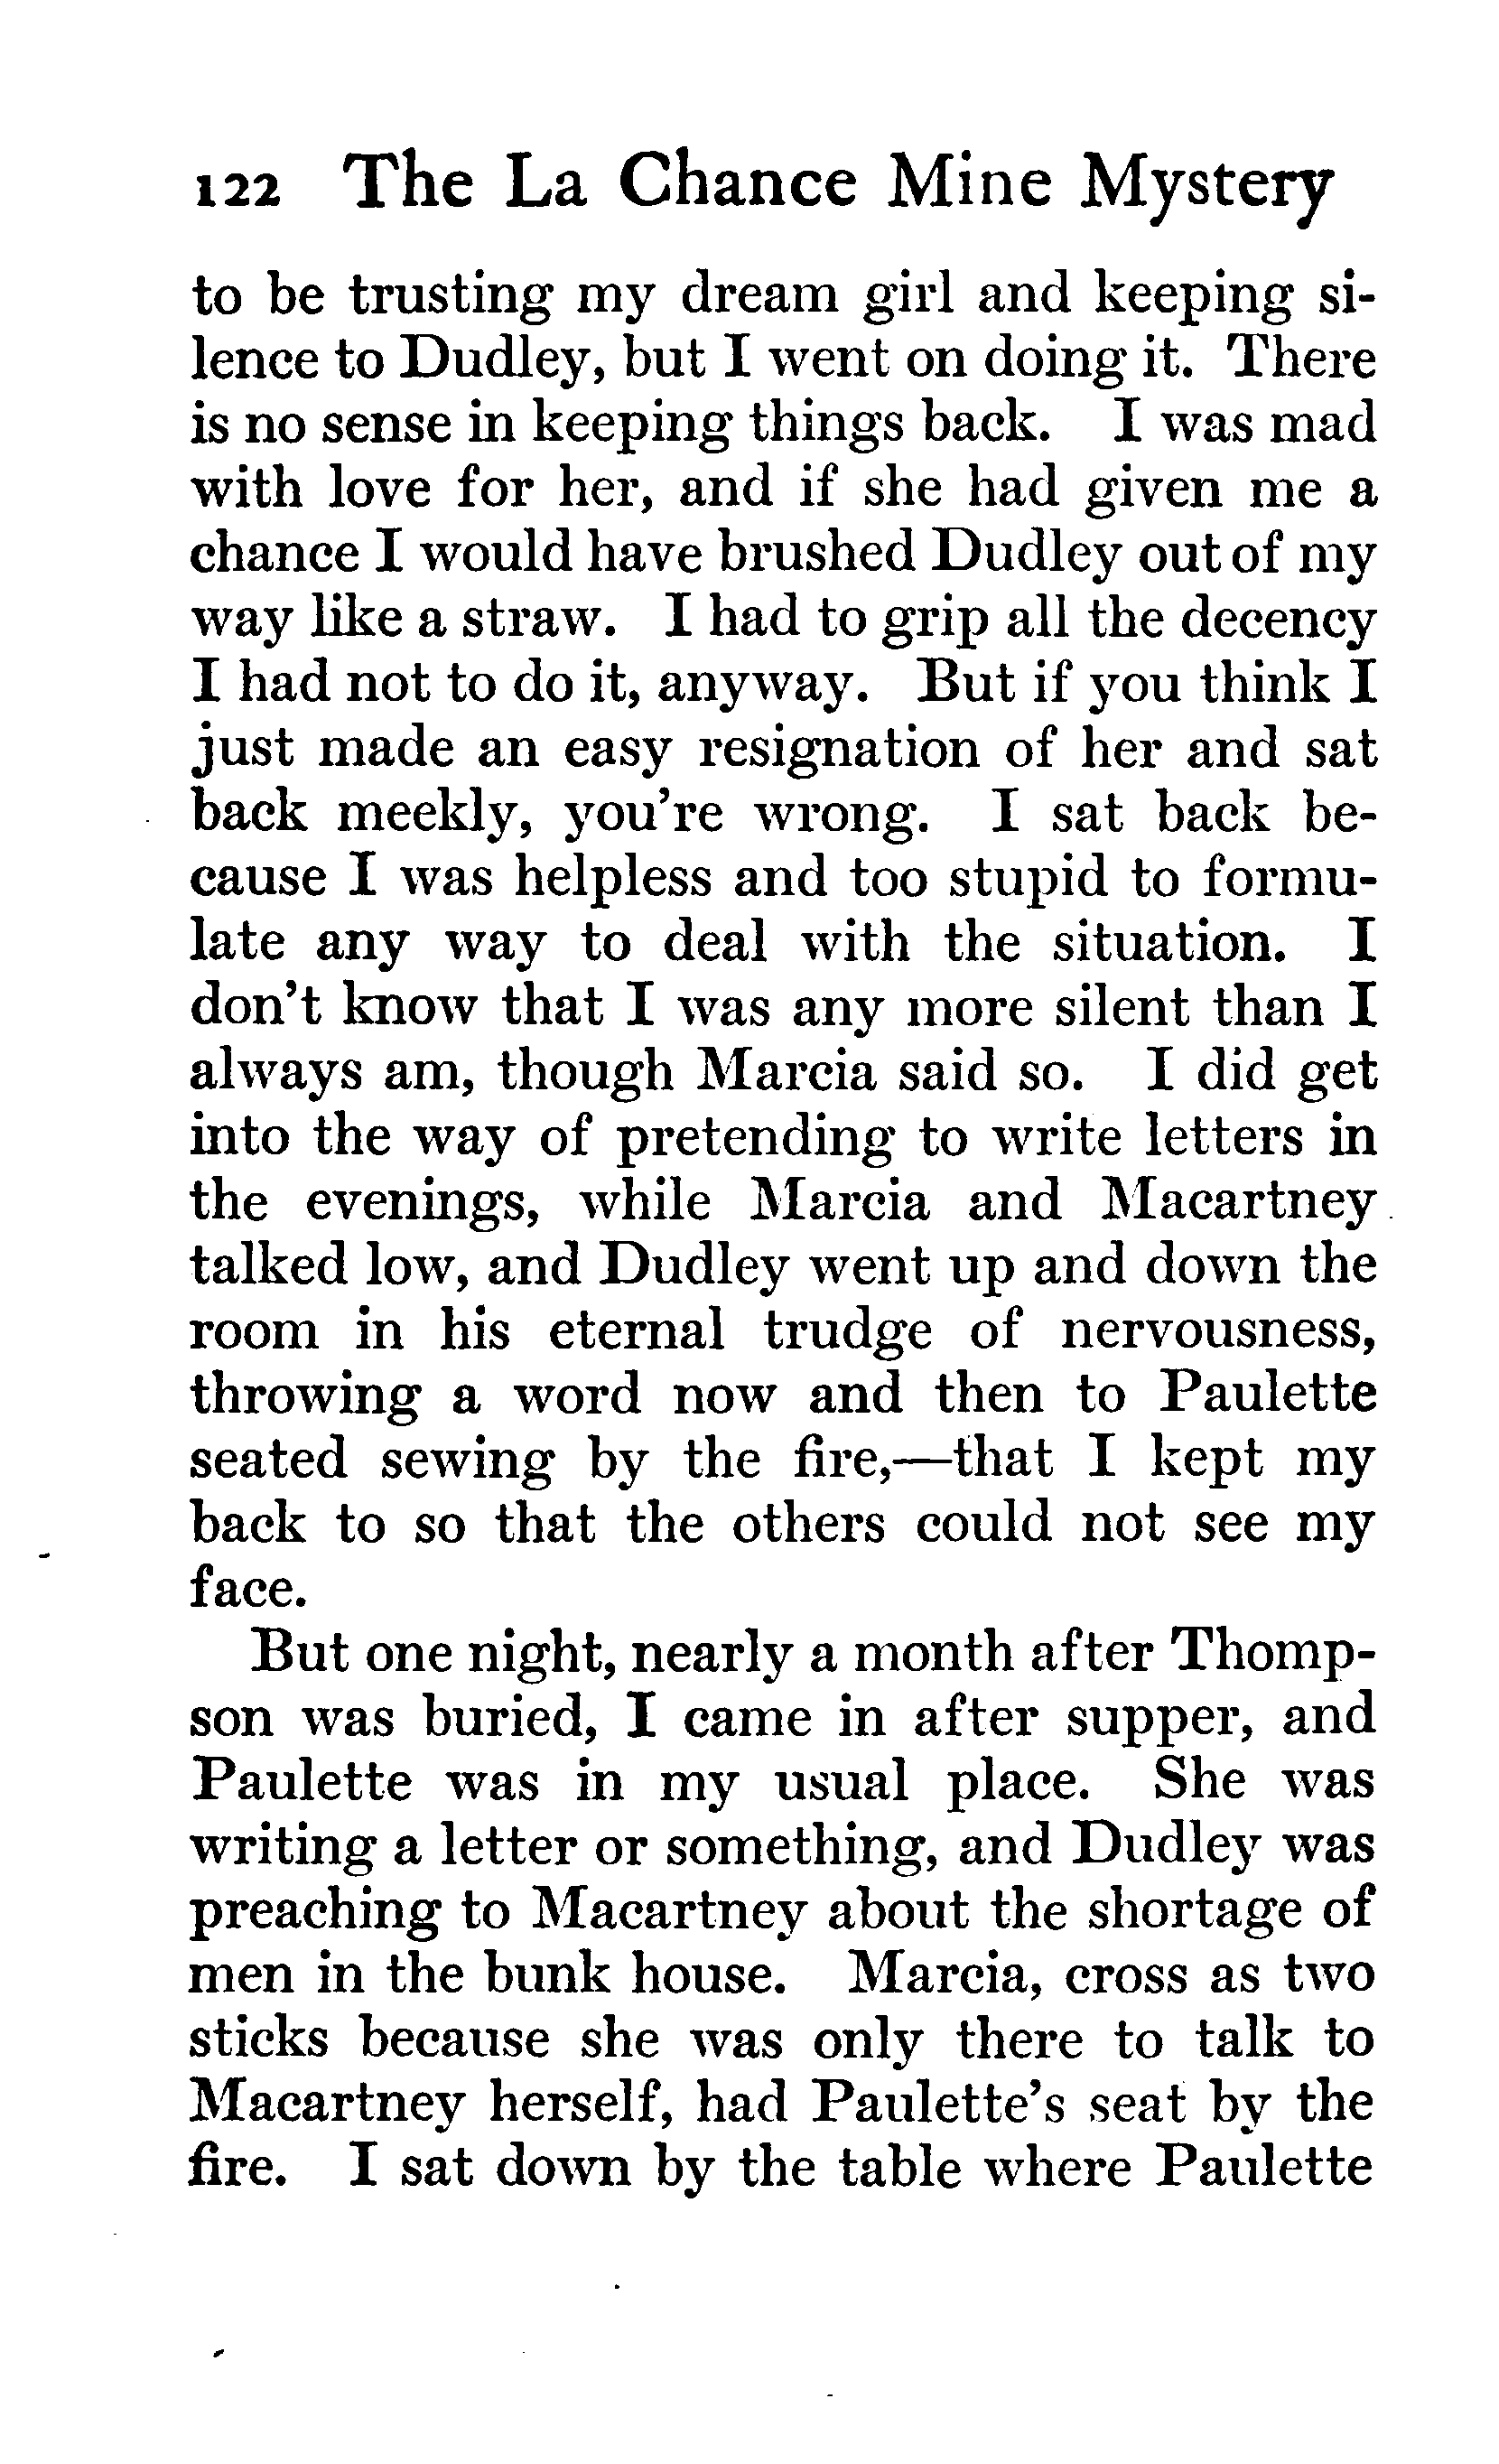 122 The La Chance Mine Mystery
to be trusting my dream girl and keeping si-
lence to Dudley, but I went on doing it. There
is no sense in keeping things back. I was mad
with love for her, and if she had given me a
chance I would have brushed Dudley out of my
way like a straw. I had to grip all the decency
I had not to do it, anyway. But if you think I
just made an easy resignation of her and sat
back meekly, you're wrong. I sat back be-
cause I was helpless and too stupid to formu-
late any way to deal with the situation. I
don't know that I was any more silent than I
always am, though Marcia said so. I did get
into the way of pretending to write letters in
the evenings, while Marcia and Macartney
talked low, and Dudley went up and down the
room in his eternal trudge of nervousness,
throwing a word now and then to Paulette
seated sewing by the fire,—that I kept my
back to so that the others could not see my
face.
But one night, nearly a month after Thomp-
son was buried, I came in after supper, and
Paulette was in my usual place. She was
writing a letter or something, and Dudley was
preaching to Macartney about the shortage of
men in the bunk house. Marcia, cross as two
sticks because she was only there to talk to
Macartney herself, had Paulette's seat by the
fire. I sat down by the table where Paulette